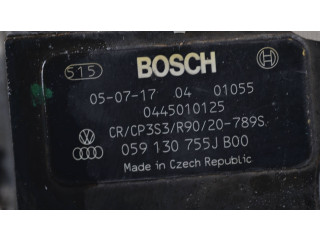 515
BOSCH
05-07-17 04 01055
0445010125
CR/CP3S3/R90/20-789S
059 130 755J B00
Made in Czech Republic